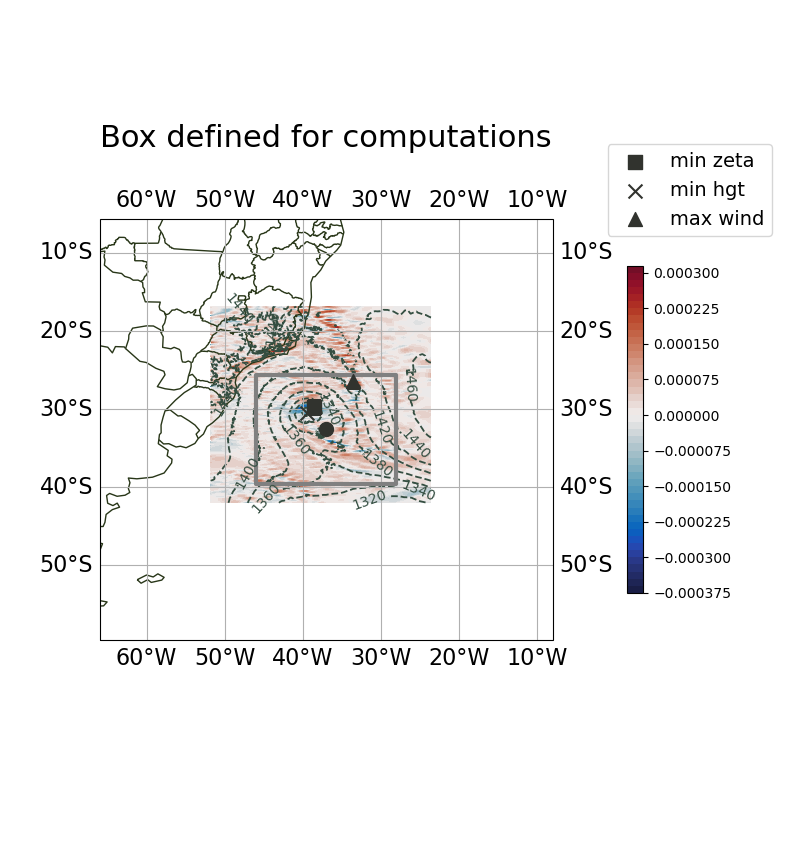 Box defined for computations
min zeta
min hgt
max wind
60°W 50°W 40°W 30°W 20°W 10°W
10°S 10°S
20°S 20°S
30°S 30°S
40°S 40°S
50°S 50°S
60°W 50°W 40°W 30°W 20°W 10°W
1460
1420
1440
1360
1380
1400
1360
1320
1340
0.000300
0.000225
0.000150
0.000075
0.000000
−0.000075
−0.000150
−0.000225
−0.000300
−0.000375